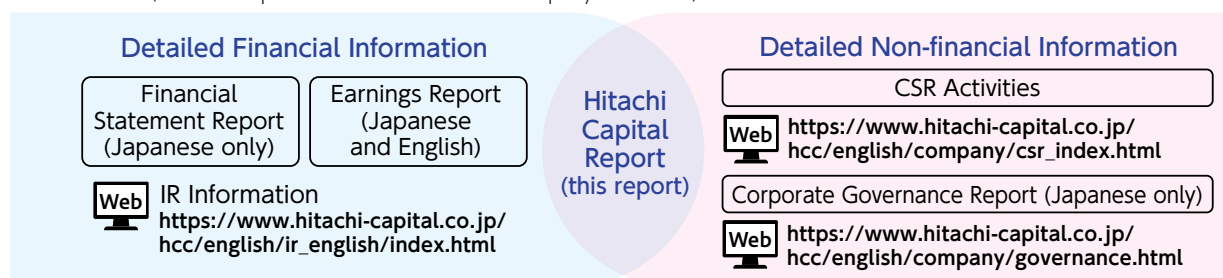 Detailed Financial Information
Financial
Statement Report
(Japanese only)
Earnings Report
(Japanese
and English)
Web
IR Information
https://www.hitachi-capital.co.jp/
hcc/english/ir_english/index.html
Hitachi
Capital
Report
(this report)
Detailed Non-financial Information
CSR Activities
Web
https://www.hitachi-capital.co.jp/
hcc/english/company/csr_index.html
Corporate Governance Report (Japanese only)
Web
https://www.hitachi-capital.co.jp/
hcc/english/company/governance.html